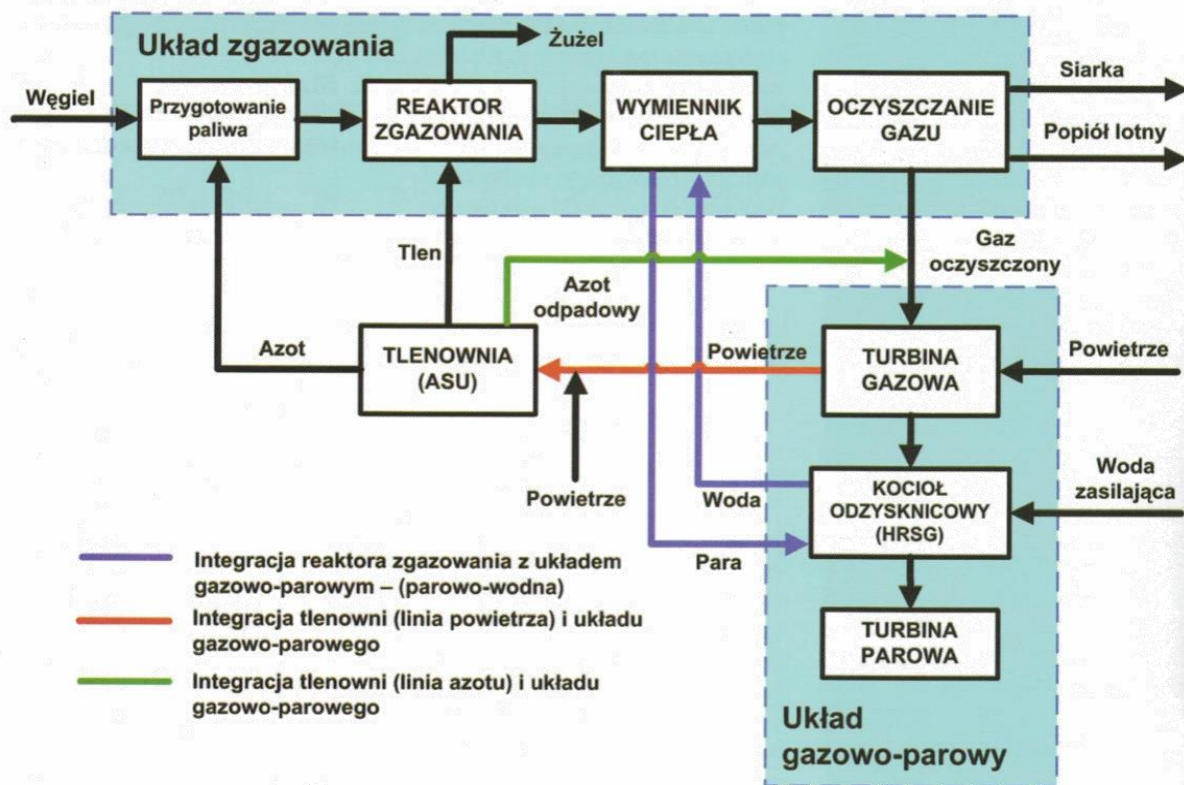 Układ zgazowania
Żużel
Siarka
Węgiel
Przygotowanie
paliwa
REAKTOR
ZGAZOWANIA
WYMIENNIK
CIEPŁA
OCZYSZCZANIE
GAZU
Popiół lotny
Tlen
Gaz
oczyszczony
Azot
odpadowy
Azot
TLENOWNIA
(ASU)
Powietrze
TURBINA
GAZOWA
Powietrze
Powietrze
Woda
KOCIOŁ
ODZYSKNICOWY
(HRSG)
Woda
zasilająca
Para
Integracja reaktora zgazowania z układem
gazowo-parowym – (parowo-wodna)
Integracja tlenowni (linia powietrza) i układu
gazowo-parowego
Integracja tlenowni (linia azotu) i układu
gazowo-parowego
TURBINA
PAROWA
Układ
gazowo-parowy